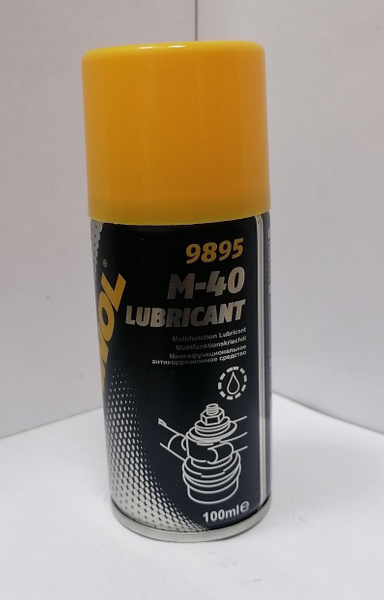 9895
M-40
LUBRICANT
Multifunction Lubricant
Multifunktionskriechöl
Многофункциональное
антикоррозионное средство
100ml℮